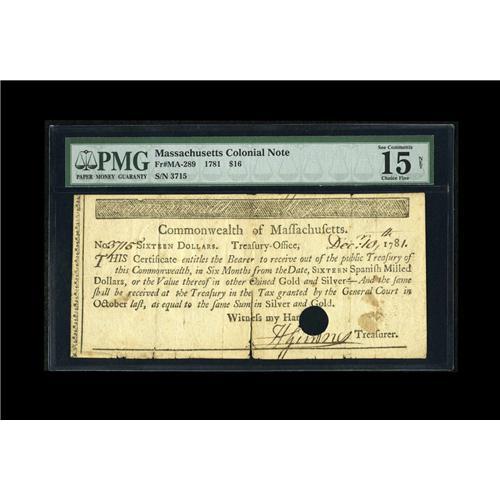 PMG
PAPER MONEY GUARANTY
Massachusetts Colonial Note
Fr#MA-289 1781 $16
S/N 3715
See Comments
15 Net
Choice Fine
Commonwealth of Maſſachuſetts.
No. 3715 SIXTEEN DOLLARS. Treaſury-Office, Decr. 10th, 1781.
THIS Certificate entitles the Bearer to receive out of the public Treaſury of
this Commonwealth, in Six Months from the Date, SIXTEEN Spaniſh Milled
Dollars, or the Value thereof in other Coined Gold and Silver:—And the ſame
ſhall be received at the Treaſury in the Tax granted by the General Court in
October laſt, as equal to the ſame Sum in Silver and Gold.
Witneſs my Han
Treaſurer.